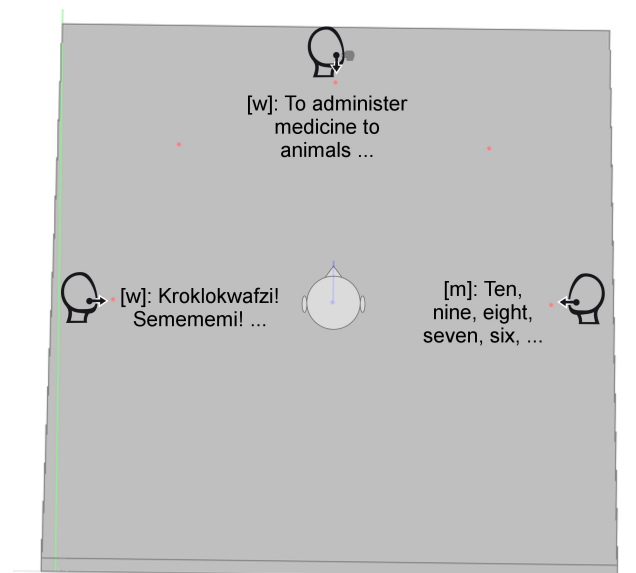 [w]: To administer
medicine to
animals ...
[w]: Kroklokwafzi!
Semememi! ...
[m]: Ten,
nine, eight,
seven, six, ...